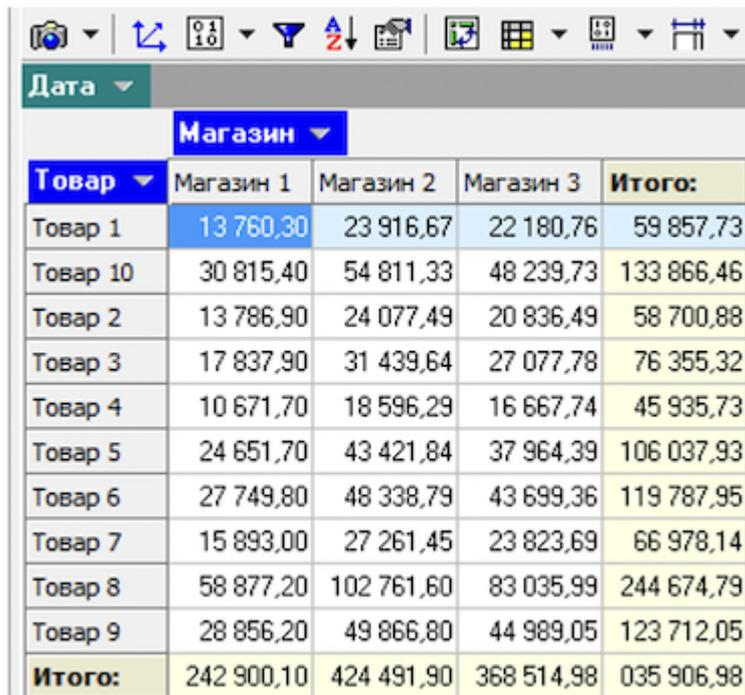 Дата
Магазин
Товар Магазин 1 Магазин 2 Магазин 3 Итого:
Товар 1 13 760,30 23 916,67 22 180,76 59 857,73
Товар 10 30 815,40 54 811,33 48 239,73 133 866,46
Товар 2 13 786,90 24 077,49 20 836,49 58 700,88
Товар 3 17 837,90 31 439,64 27 077,78 76 355,32
Товар 4 10 671,70 18 596,29 16 667,74 45 935,73
Товар 5 24 651,70 43 421,84 37 964,39 106 037,93
Товар 6 27 749,80 48 338,79 43 699,36 119 787,95
Товар 7 15 893,00 27 261,45 23 823,69 66 978,14
Товар 8 58 877,20 102 761,60 83 035,99 244 674,79
Товар 9 28 856,20 49 866,80 44 989,05 123 712,05
Итого: 242 900,10 424 491,90 368 514,98 035 906,98